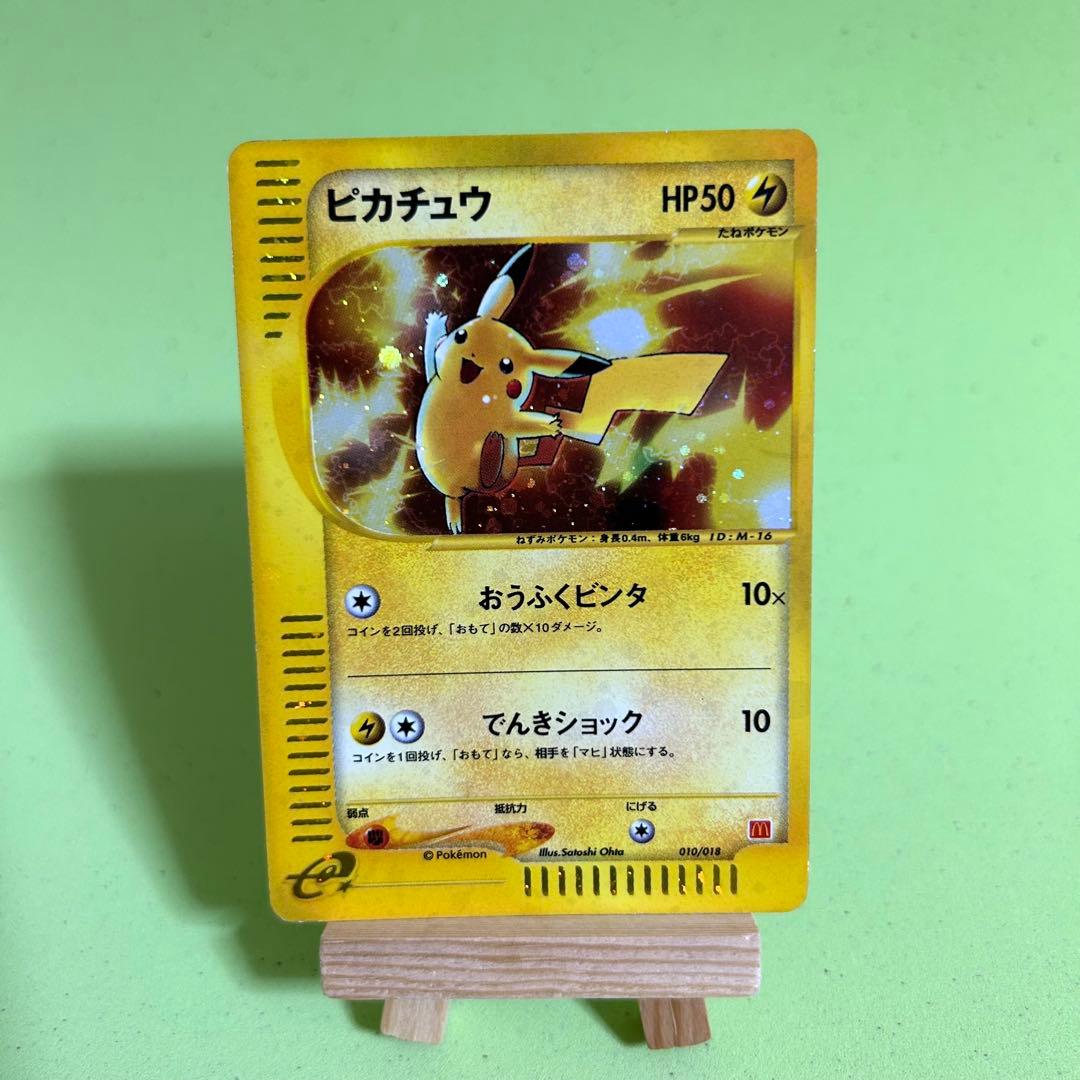 ピカチュウ HP50
たねポケモン
ねずみポケモン：身長0.4m、体重6kg ID:M-16
おうふくビンタ 10×
コインを2回投げ、「おもて」の数×10ダメージ。
でんきショック 10
コインを1回投げ、「おもて」なら、相手を「マヒ」状態にする。
弱点 抵抗力 にげる
© Pokémon Illus.Satoshi Ohta 010/018
e